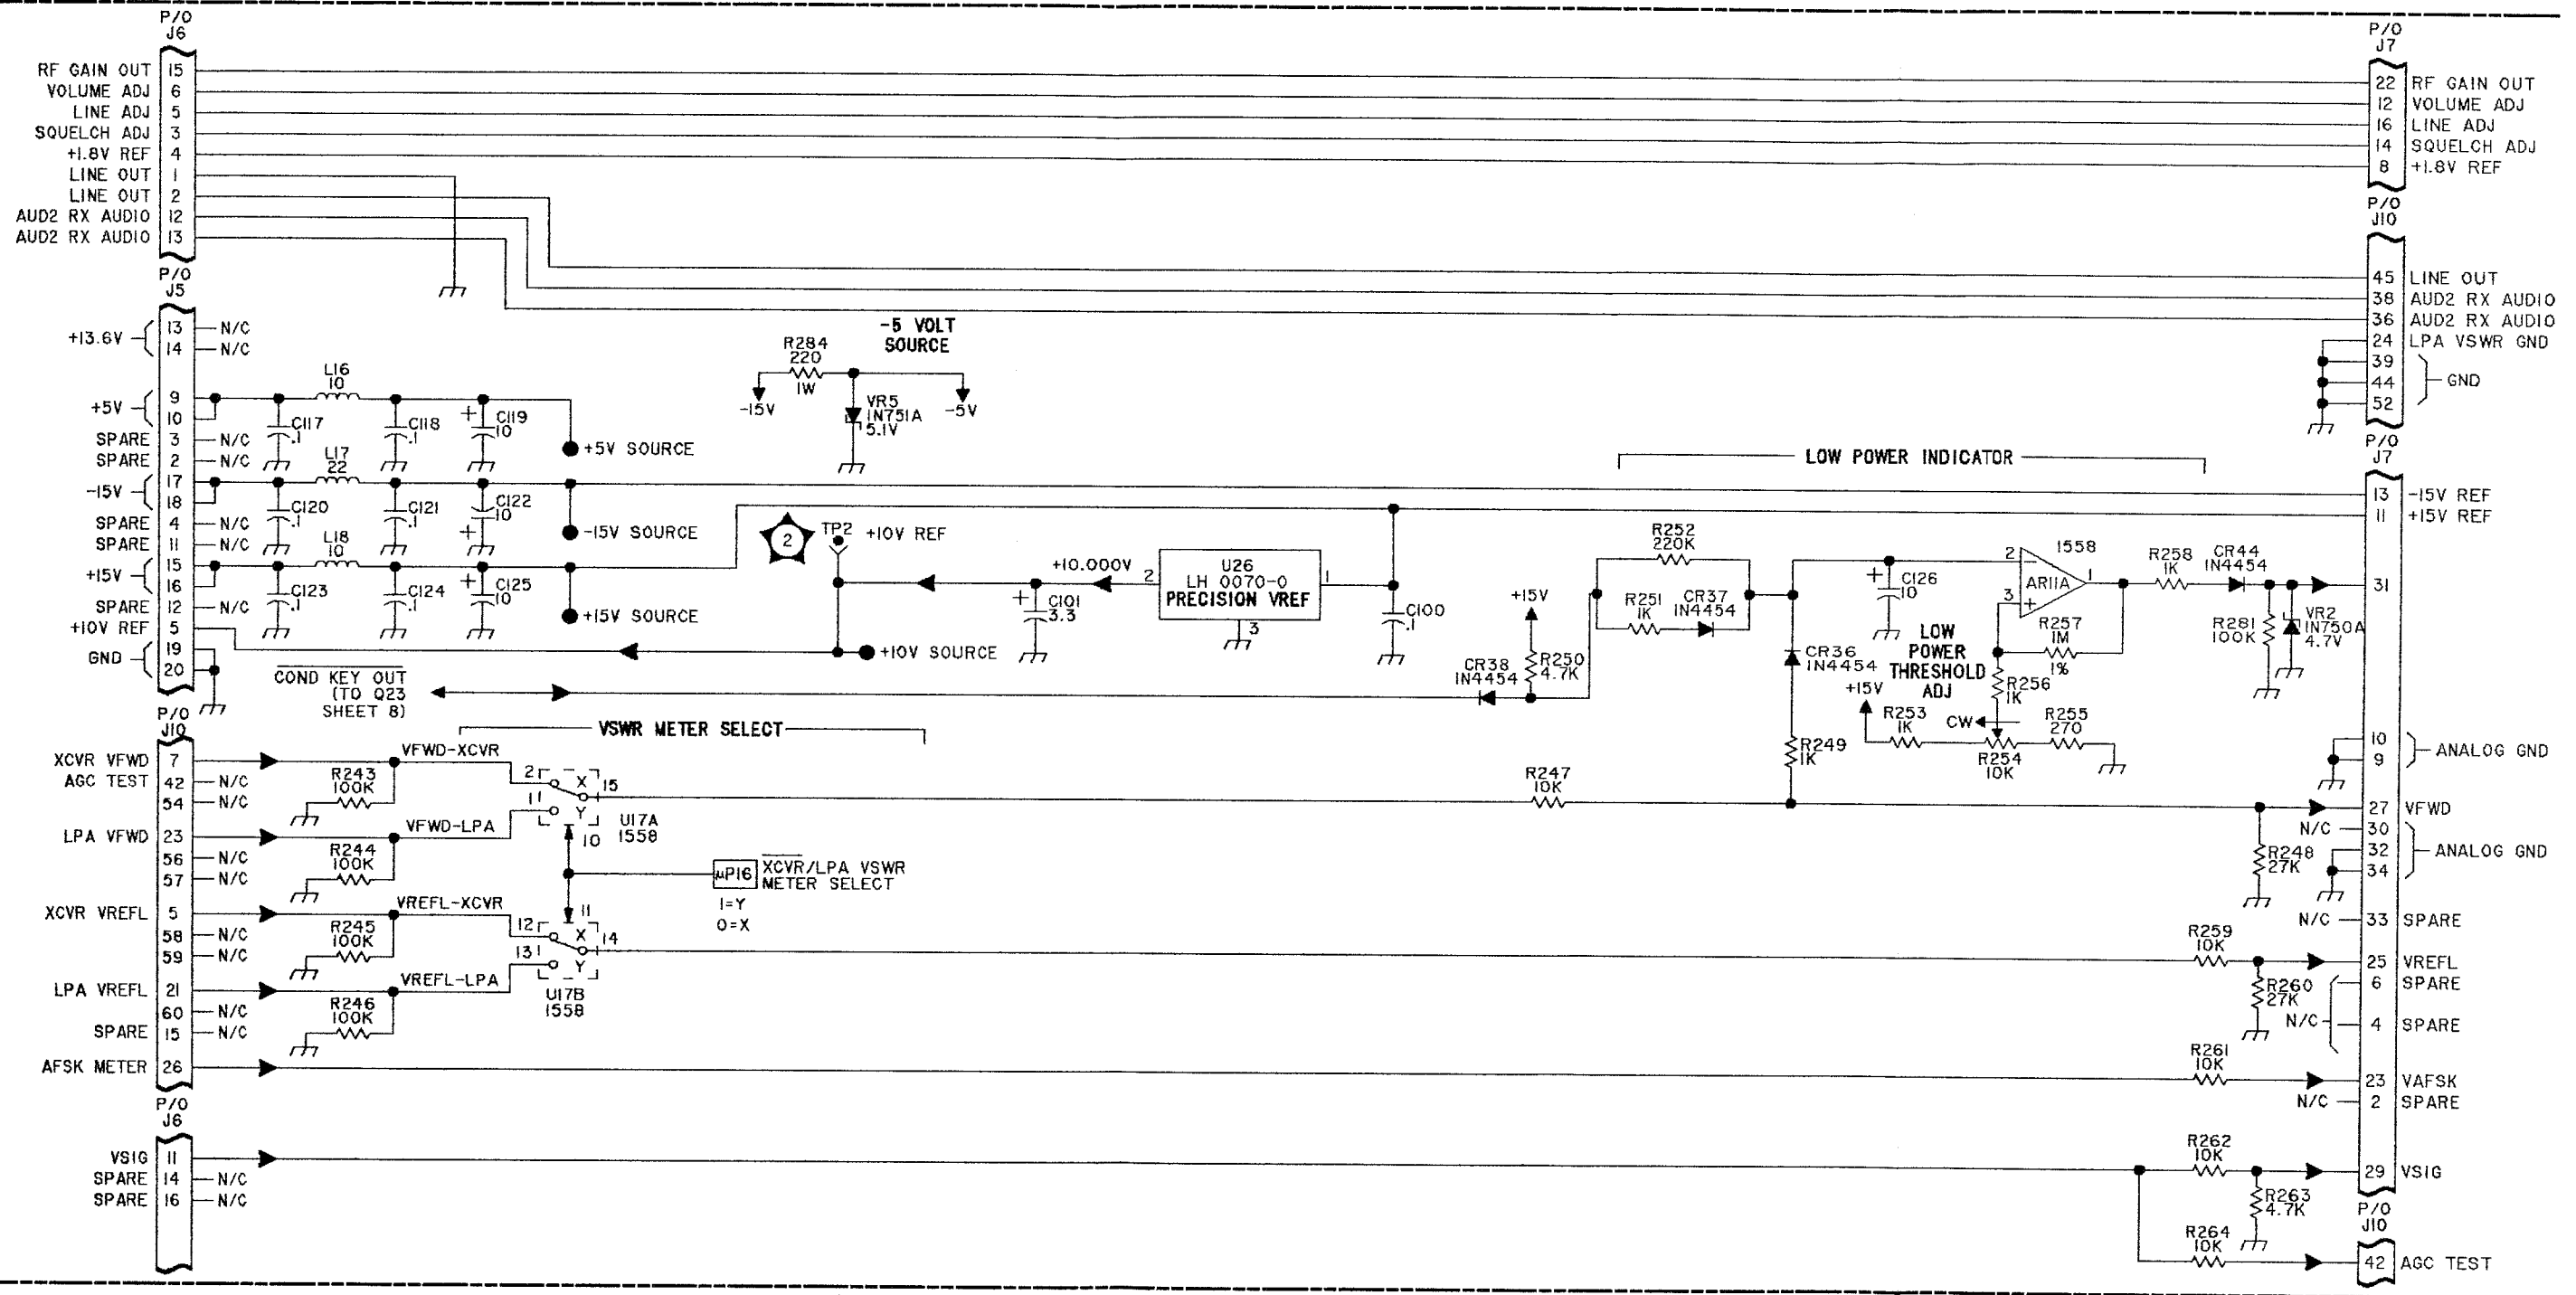 P/O
J6
RF GAIN OUT 15
VOLUME ADJ 6
LINE ADJ 5
SQUELCH ADJ 3
+1.8V REF 4
LINE OUT 1
LINE OUT 2
AUD2 RX AUDIO 12
AUD2 RX AUDIO 13
P/O
J7
22 RF GAIN OUT
12 VOLUME ADJ
16 LINE ADJ
14 SQUELCH ADJ
8 +1.8V REF
P/O
J10
45 LINE OUT
38 AUD2 RX AUDIO
36 AUD2 RX AUDIO
24 LPA VSWR GND
39
44 GND
52
P/O
J5
+13.6V 13 N/C
14 N/C
+5V 9
10
SPARE 3 N/C
SPARE 2 N/C
-15V 17
18
SPARE 4 N/C
SPARE 11 N/C
+15V 15
16
SPARE 12 N/C
+10V REF 5
GND 19
20
L16
10
C117
.1
C118
.1
+ C119
10
+5V SOURCE
L17
22
C120
.1
C121
.1
C122
10
+
-15V SOURCE
L18
10
C123
.1
C124
.1
+ C125
10
+15V SOURCE
-5 VOLT
SOURCE
R284
220
1W
-15V
VR5
1N751A
5.1V
-5V
2
TP2 +10V REF
+10.000V
+ C101
3.3
2 U26 1
LH 0070-0
PRECISION VREF
3
C100
.1
+10V SOURCE
COND KEY OUT
(TO Q23
SHEET 8)
LOW POWER INDICATOR
CR38
1N4454
+15V
R250
4.7K
R252
220K
R251
1K
CR37
1N4454
CR36
1N4454
R249
1K
+ C126
10
2 -
3 +
1558
AR11A
1
R257
1M
1%
R256
1K
LOW
POWER
THRESHOLD
ADJ
+15V
R253
1K
CW
R254
10K
R255
270
R258
1K
CR44
1N4454
R281
100K
VR2
1N750A
4.7V
P/O
J7
13 -15V REF
11 +15V REF
31
10
9 ANALOG GND
27 VFWD
N/C 30
32 ANALOG GND
34
N/C 33 SPARE
25 VREFL
6 SPARE
N/C
4 SPARE
23 VAFSK
N/C 2 SPARE
29 VSIG
P/O
J10
42 AGC TEST
P/O
J10
XCVR VFWD 7
AGC TEST 42 N/C
54 N/C
LPA VFWD 23
56 N/C
57 N/C
XCVR VREFL 5
58 N/C
59 N/C
LPA VREFL 21
60 N/C
SPARE 15 N/C
AFSK METER 26
P/O
J6
VSIG 11
SPARE 14 N/C
SPARE 16 N/C
VSWR METER SELECT
VFWD-XCVR
R243
100K
VFWD-LPA
R244
100K
VREFL-XCVR
R245
100K
VREFL-LPA
R246
100K
2 X 15
1 Y
10
U17A
1558
µP16 XCVR/LPA VSWR
METER SELECT
1=Y
0=X
11
12 X 14
13 Y
U17B
1558
R247
10K
R248
27K
R259
10K
R260
27K
R261
10K
R262
10K
R263
4.7K
R264
10K